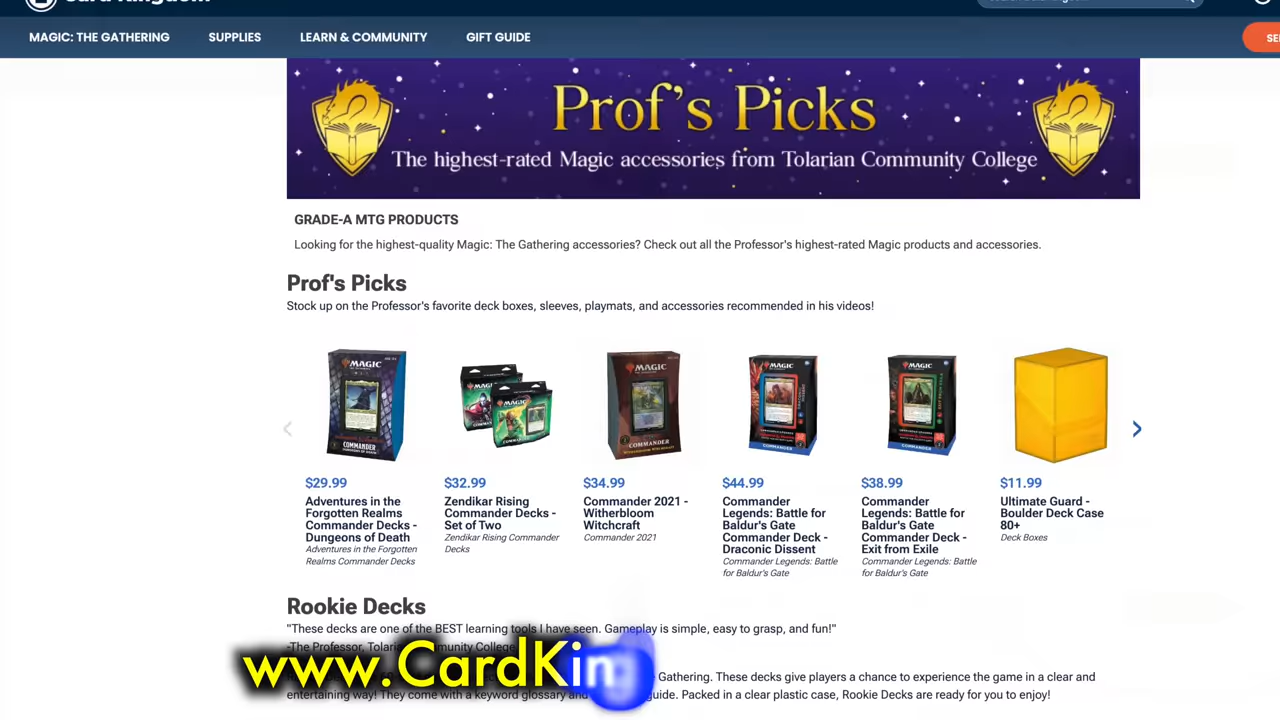 MAGIC: THE GATHERING SUPPLIES LEARN & COMMUNITY GIFT GUIDE
Prof's Picks
The highest-rated Magic accessories from Tolarian Community College
GRADE-A MTG PRODUCTS
Looking for the highest-quality Magic: The Gathering accessories? Check out all the Professor's highest-rated Magic products and accessories.
Prof's Picks
Stock up on the Professor's favorite deck boxes, sleeves, playmats, and accessories recommended in his videos!
MAGIC
COMMANDER
MAGIC
MAGIC
MAGIC
COMMANDER
MAGIC
COMMANDER
MAGIC
COMMANDER
$29.99
Adventures in the
Forgotten Realms
Commander Decks -
Dungeons of Death
Adventures in the Forgotten
Realms Commander Decks
$32.99
Zendikar Rising
Commander Decks -
Set of Two
Zendikar Rising Commander
Decks
$34.99
Commander 2021 -
Witherbloom
Witchcraft
Commander 2021
$44.99
Commander
Legends: Battle for
Baldur's Gate
Commander Deck -
Draconic Dissent
Commander Legends: Battle
for Baldur's Gate
$38.99
Commander
Legends: Battle for
Baldur's Gate
Commander Deck -
Exit from Exile
Commander Legends: Battle
for Baldur's Gate
$11.99
Ultimate Guard -
Boulder Deck Case
80+
Deck Boxes
Rookie Decks
"These decks are one of the BEST learning tools I have seen. Gameplay is simple, easy to grasp, and fun!"
-The Professor, College
www.CardKin
Gathering. These decks give players a chance to experience the game in a clear and
entertaining way! They come with a keyword glossary and guide. Packed in a clear plastic case, Rookie Decks are ready for you to enjoy!